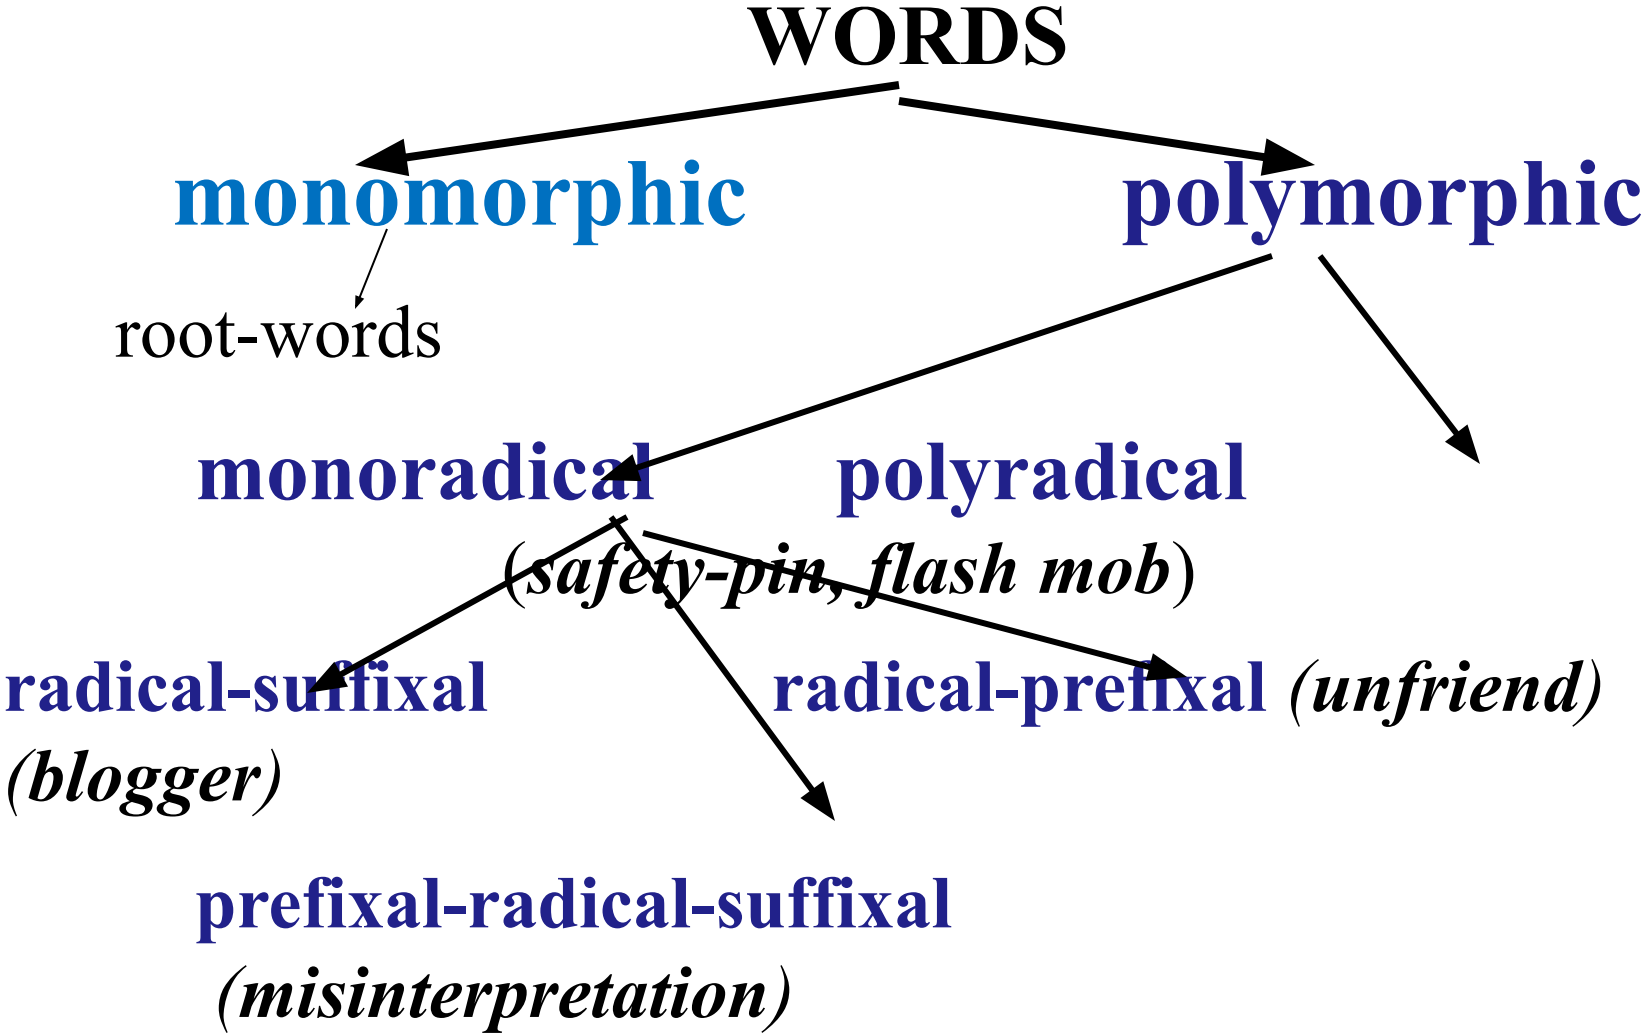 WORDS
monomorphic polymorphic
root-words
monoradical polyradical
(safety-pin, flash mob)
radical-suffixal radical-prefixal (unfriend)
(blogger)
prefixal-radical-suffixal
(misinterpretation)